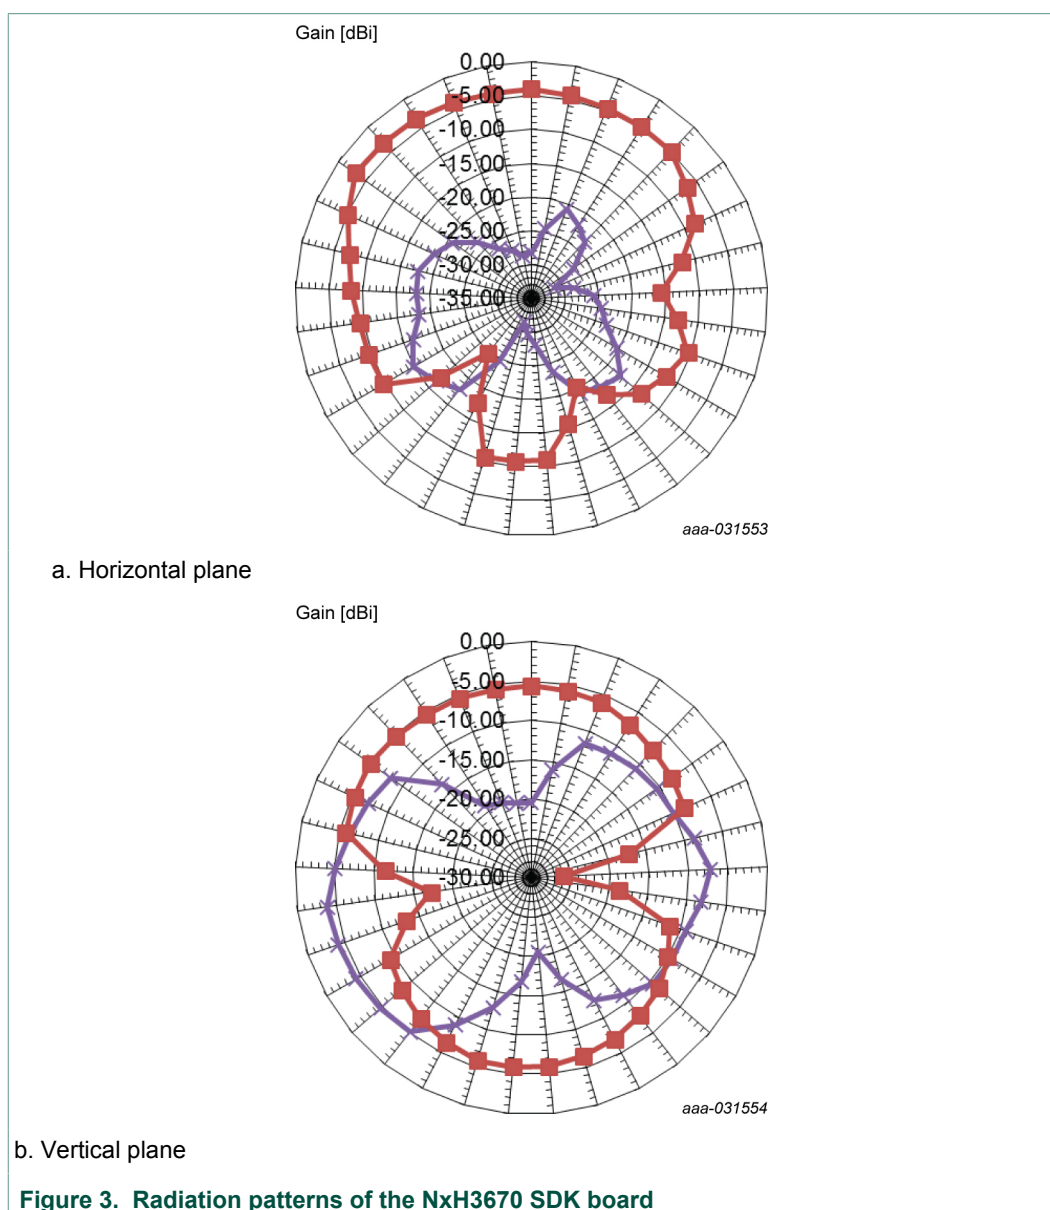 Gain [dBi]
0.00
-5.00
-10.00
-15.00
-20.00
-25.00
-30.00
-35.00
aaa-031553
a. Horizontal plane
Gain [dBi]
0.00
-5.00
-10.00
-15.00
-20.00
-25.00
-30.00
aaa-031554
b. Vertical plane
Figure 3. Radiation patterns of the NxH3670 SDK board